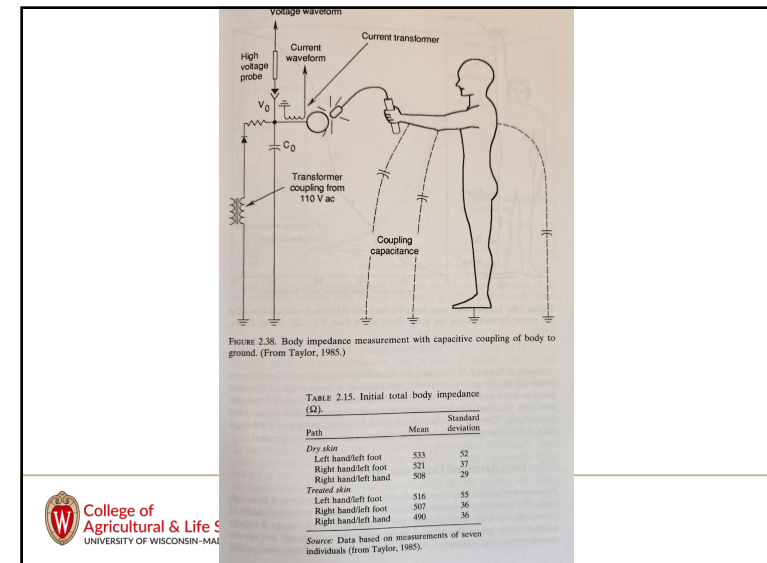 Voltage waveform
Current transformer
Current
waveform
High
voltage
probe
V0
C0
Transformer
coupling from
110 V ac
Coupling
capacitance
FIGURE 2.38. Body impedance measurement with capacitive coupling of body to
ground. (From Taylor, 1985.)
TABLE 2.15. Initial total body impedance
(Ω).
Path Mean Standard
deviation
Dry skin
Left hand/left foot 533 52
Right hand/left foot 521 37
Right hand/left hand 508 29
Treated skin
Left hand/left foot 516 55
Right hand/left foot 507 36
Right hand/left hand 490 36
Source: Data based on measurements of seven
individuals (from Taylor, 1985).
W
College of
Agricultural & Life S
UNIVERSITY OF WISCONSIN-MAD